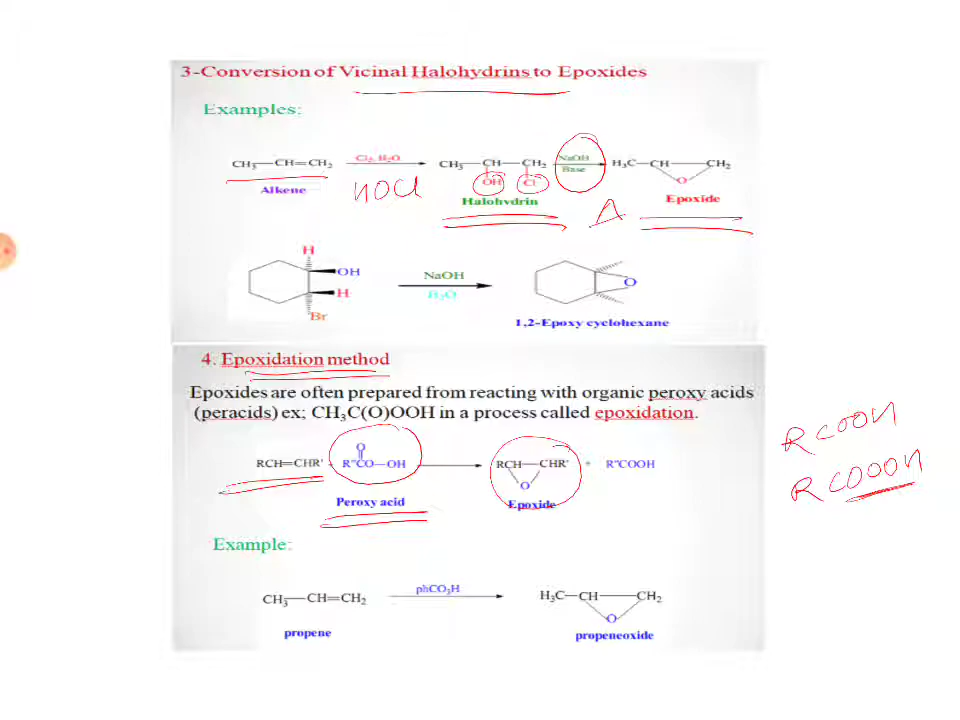 3-Conversion of Vicinal Halohydrins to Epoxides
Examples:
CH₃—CH=CH₂ Cl₂, H₂O CH₃—CH—CH₂ NaOH H₃C—CH—CH₂
Base
OH Cl O
Alkene HOCl Halohydrin Δ Epoxide
H
OH NaOH
H H₂O O
Br
1,2-Epoxy cyclohexane
4. Epoxidation method
Epoxides are often prepared from reacting with organic peroxy acids
(peracids) ex; CH₃C(O)OOH in a process called epoxidation.
RCOOH
O
RCH=CHR' + R"CO—OH RCH—CHR' + R"COOH
O
RCOOOH
Peroxy acid Epoxide
Example:
CH₃—CH=CH₂ phCO₃H H₃C—CH—CH₂
O
propene propeneoxide